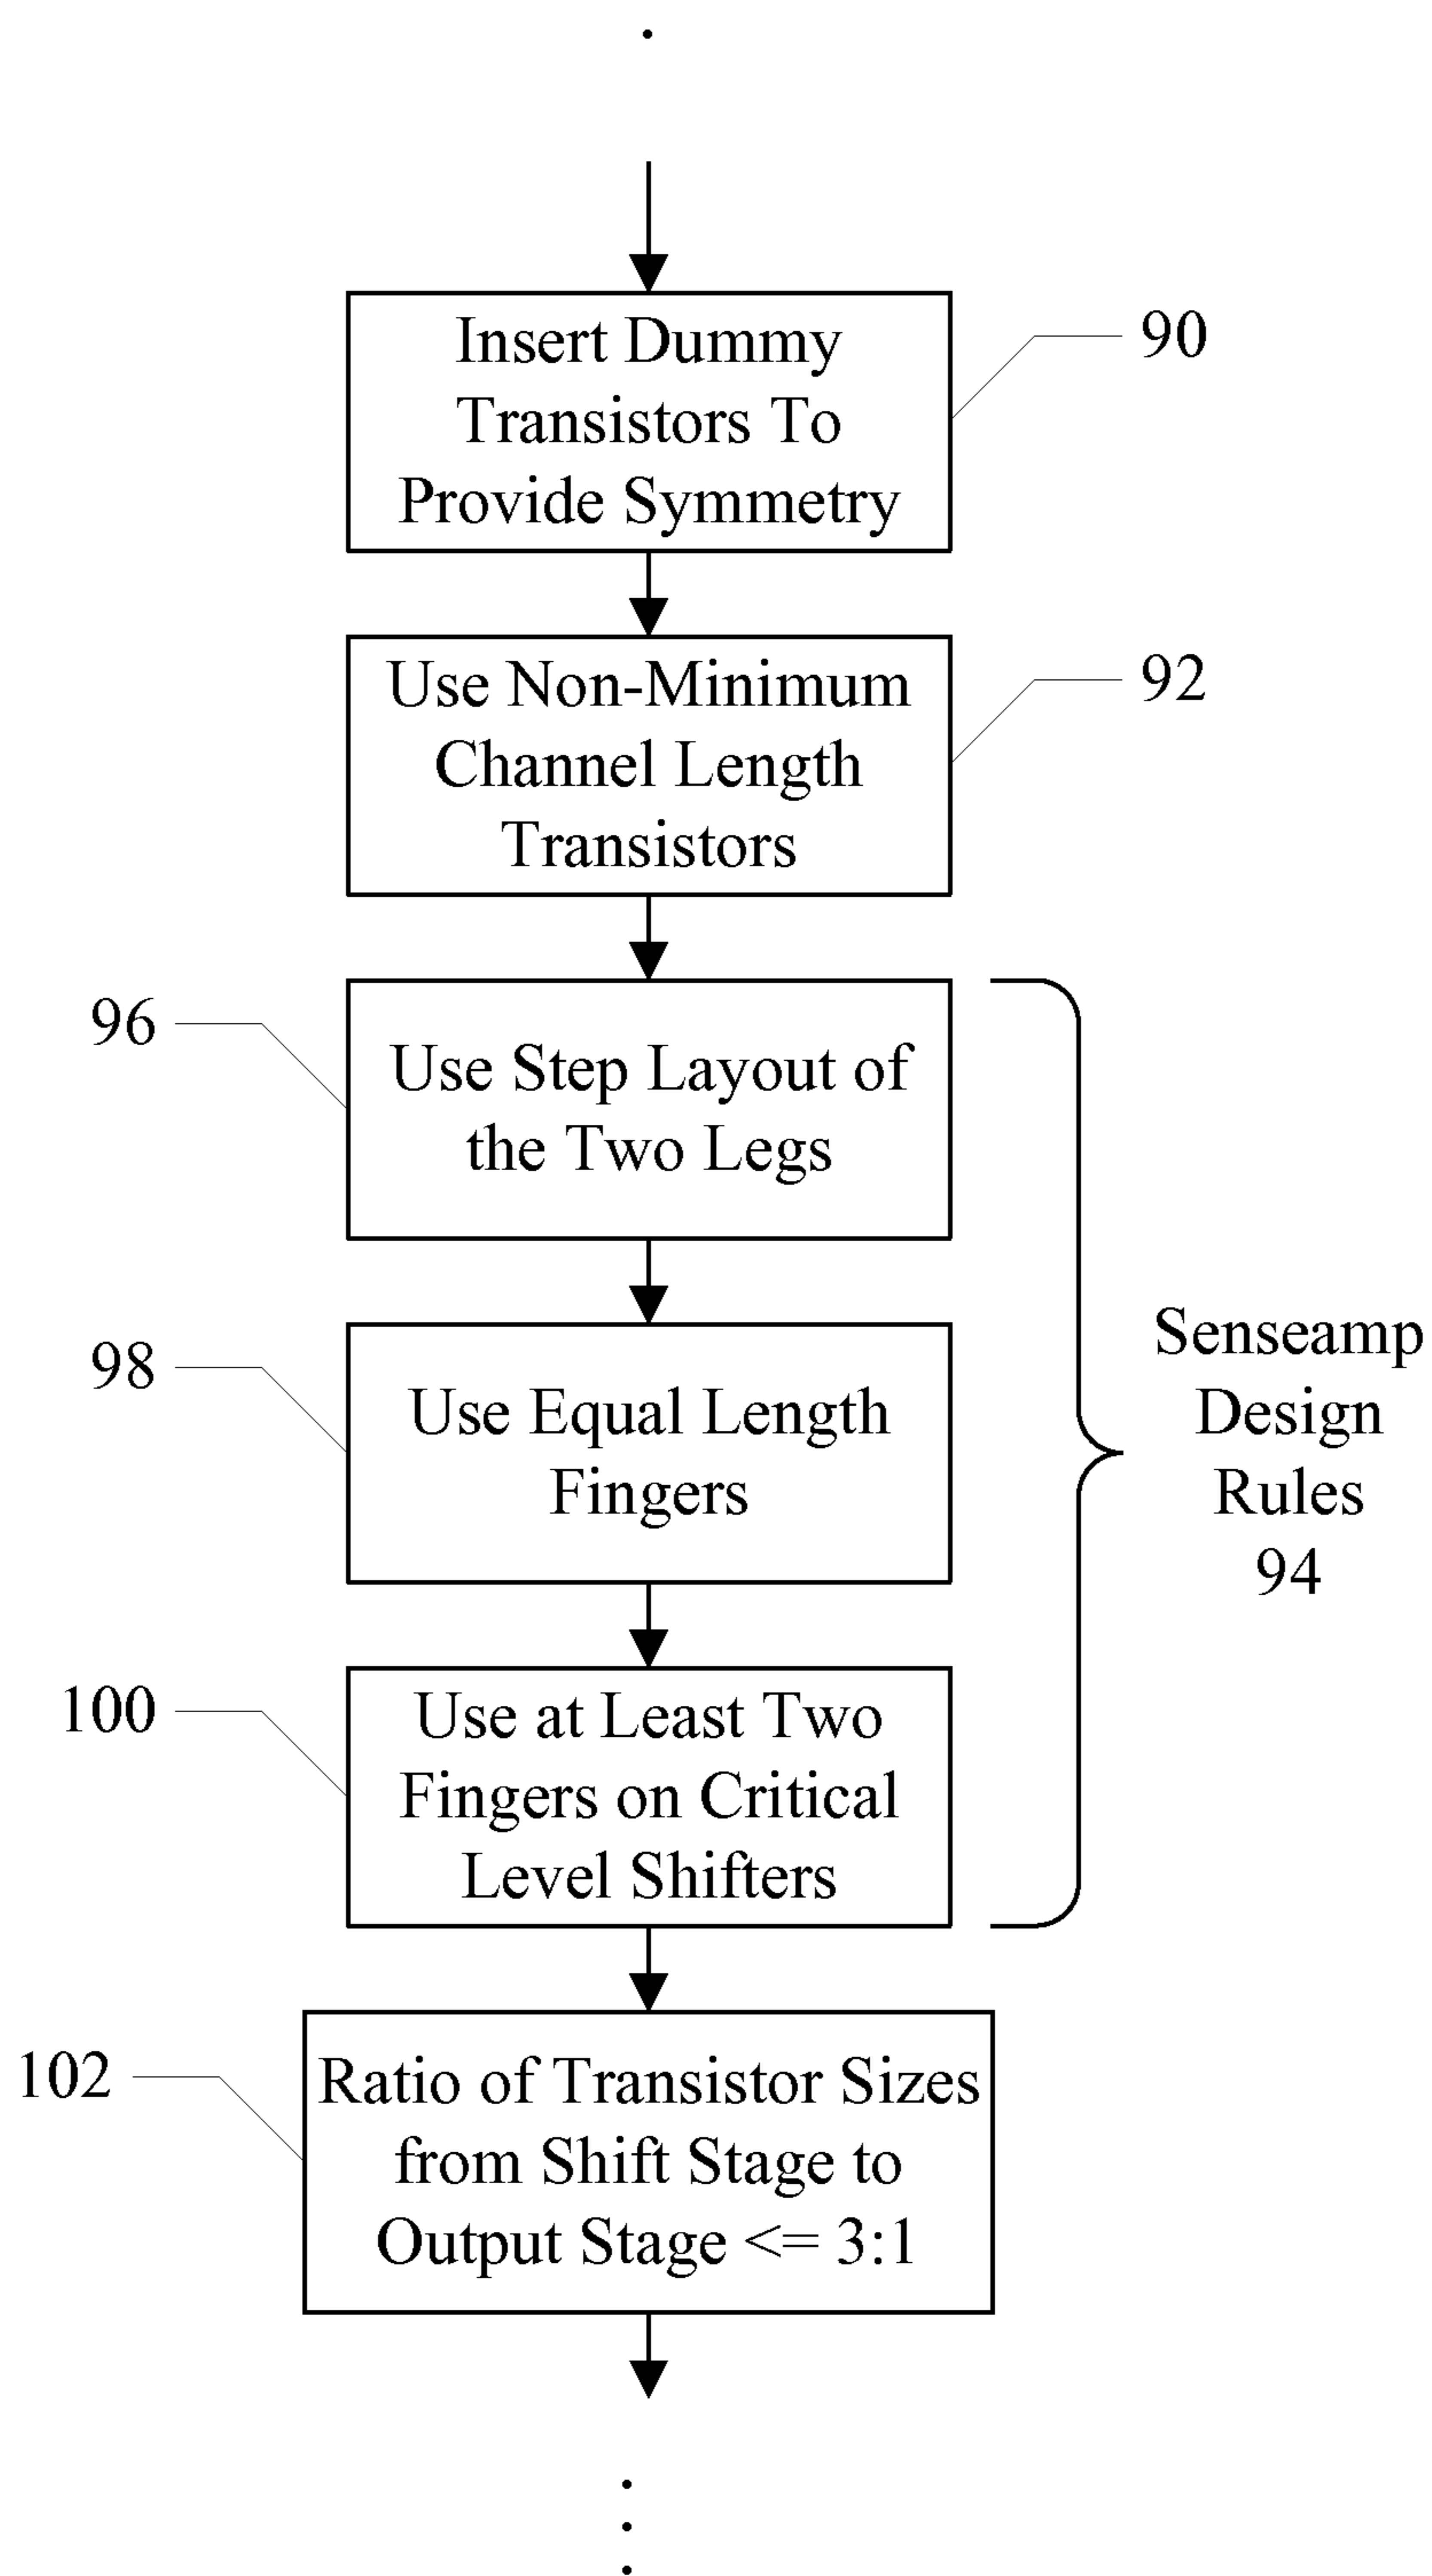 Insert Dummy
Transistors To
Provide Symmetry
90
Use Non-Minimum
Channel Length
Transistors
92
96
Use Step Layout of
the Two Legs
98
Use Equal Length
Fingers
Senseamp
Design
Rules
94
100
Use at Least Two
Fingers on Critical
Level Shifters
102
Ratio of Transistor Sizes
from Shift Stage to
Output Stage <= 3:1